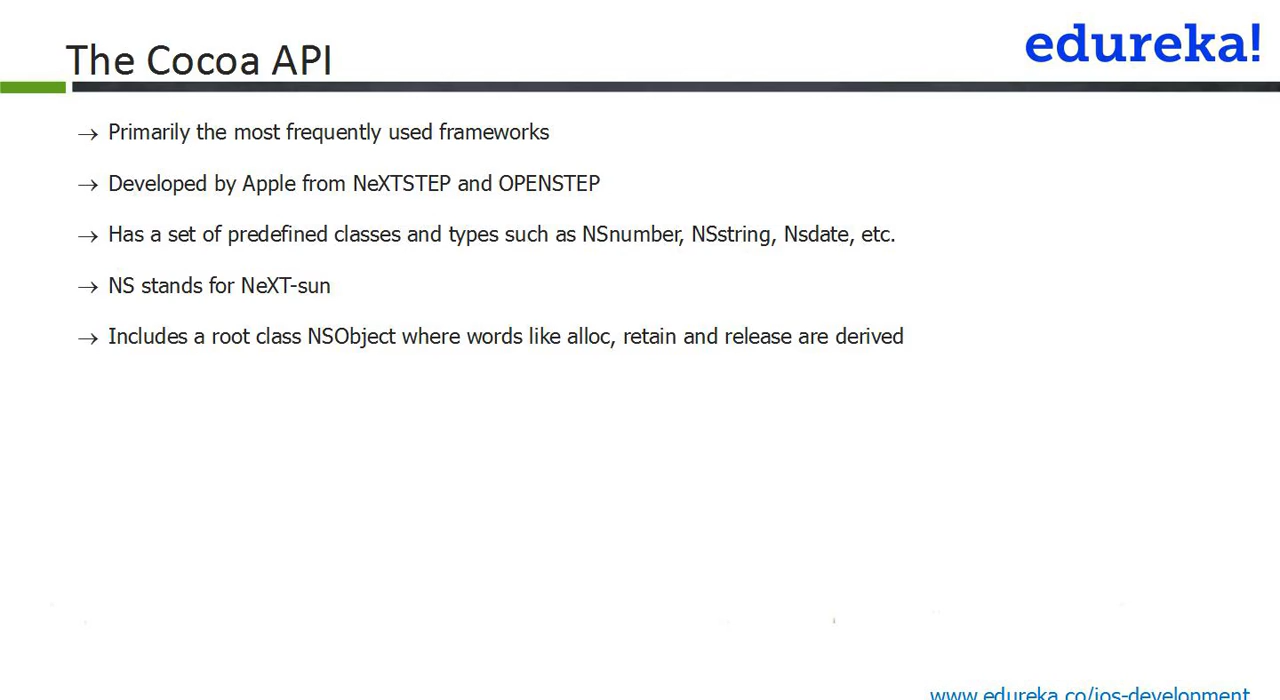 The Cocoa API
edureka!
→ Primarily the most frequently used frameworks
→ Developed by Apple from NeXTSTEP and OPENSTEP
→ Has a set of predefined classes and types such as NSnumber, NSstring, Nsdate, etc.
→ NS stands for NeXT-sun
→ Includes a root class NSObject where words like alloc, retain and release are derived
www.edureka.co/ios-development